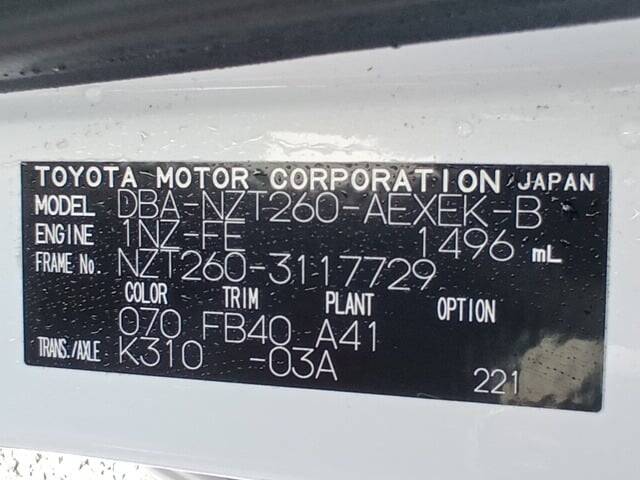 TOYOTA MOTOR CORPORATION JAPAN
MODEL DBA-NZT260-AEXEK-B
ENGINE 1NZ-FE 1496 mL
FRAME No. NZT260-3117729
COLOR TRIM PLANT OPTION
070 FB40 A41
TRANS./AXLE K310 -03A
221